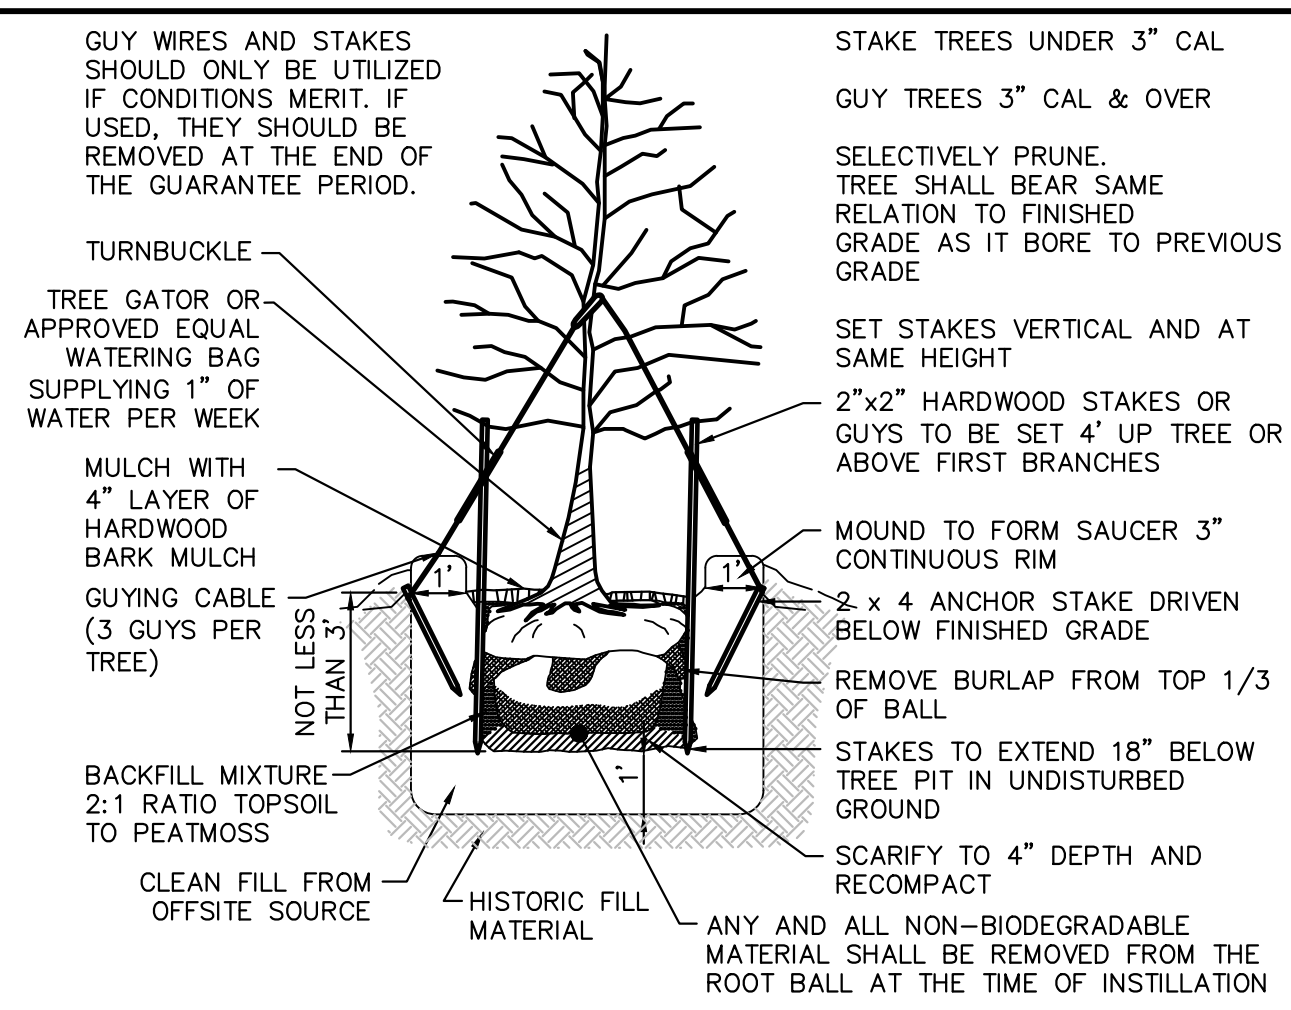 GUY WIRES AND STAKES
SHOULD ONLY BE UTILIZED
IF CONDITIONS MERIT. IF
USED, THEY SHOULD BE
REMOVED AT THE END OF
THE GUARANTEE PERIOD.
TURNBUCKLE
TREE GATOR OR
APPROVED EQUAL
WATERING BAG
SUPPLYING 1" OF
WATER PER WEEK
MULCH WITH
4" LAYER OF
HARDWOOD
BARK MULCH
GUYING CABLE
(3 GUYS PER
TREE)
NOT LESS
THAN 3'
BACKFILL MIXTURE
2:1 RATIO TOPSOIL
TO PEATMOSS
CLEAN FILL FROM
OFFSITE SOURCE
HISTORIC FILL
MATERIAL
1'
1'
1'
STAKE TREES UNDER 3" CAL
GUY TREES 3" CAL & OVER
SELECTIVELY PRUNE.
TREE SHALL BEAR SAME
RELATION TO FINISHED
GRADE AS IT BORE TO PREVIOUS
GRADE
SET STAKES VERTICAL AND AT
SAME HEIGHT
2"x2" HARDWOOD STAKES OR
GUYS TO BE SET 4' UP TREE OR
ABOVE FIRST BRANCHES
MOUND TO FORM SAUCER 3"
CONTINUOUS RIM
2 x 4 ANCHOR STAKE DRIVEN
BELOW FINISHED GRADE
REMOVE BURLAP FROM TOP 1/3
OF BALL
STAKES TO EXTEND 18" BELOW
TREE PIT IN UNDISTURBED
GROUND
SCARIFY TO 4" DEPTH AND
RECOMPACT
ANY AND ALL NON-BIODEGRADABLE
MATERIAL SHALL BE REMOVED FROM THE
ROOT BALL AT THE TIME OF INSTILLATION